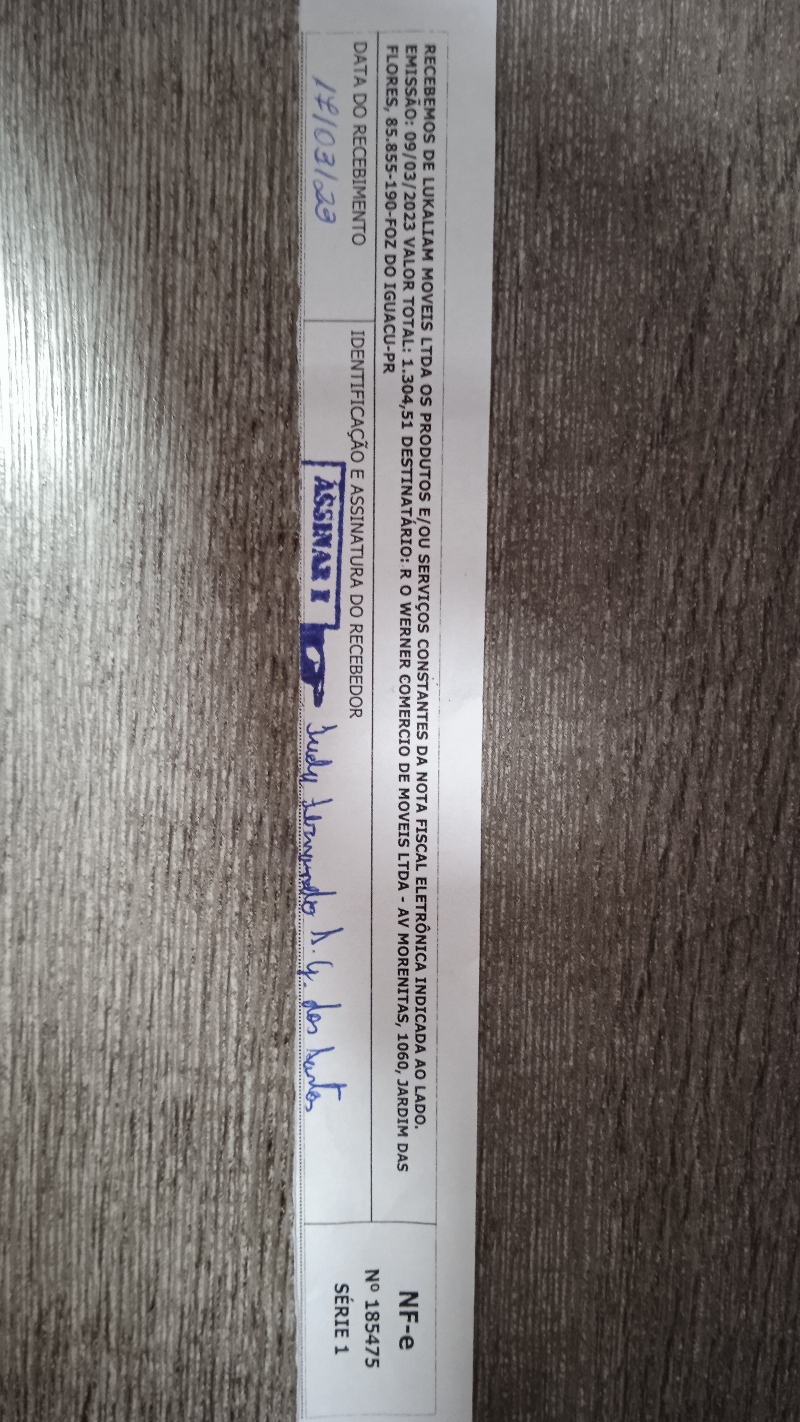 RECEBEMOS DE LUKALIAM MOVEIS LTDA OS PRODUTOS E/OU SERVIÇOS CONSTANTES DA NOTA FISCAL ELETRÔNICA INDICADA AO LADO.
EMISSÃO: 09/03/2023 VALOR TOTAL: 1.304,51 DESTINATÁRIO: R O WERNER COMERCIO DE MOVEIS LTDA - AV MORENITAS, 1060, JARDIM DAS
FLORES, 85.855-190-FOZ DO IGUACU-PR
DATA DO RECEBIMENTO
17/03/23
IDENTIFICAÇÃO E ASSINATURA DO RECEBEDOR
ASSINAR
A. G. dos Santos
NF-e
Nº 185475
SÉRIE 1